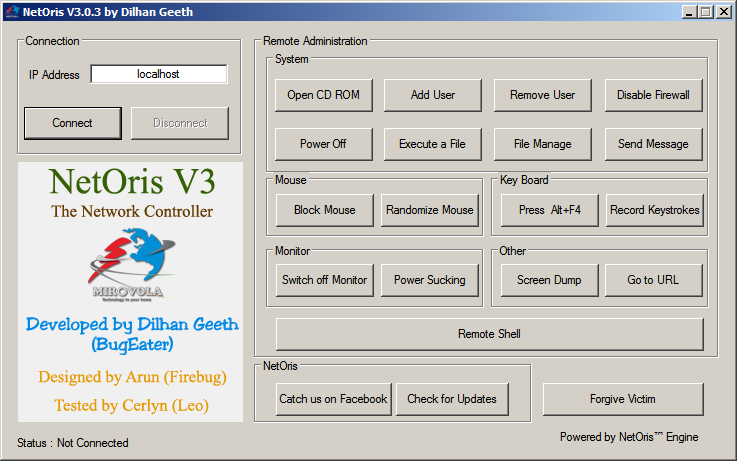 NetOris V3.0.3 by Dilhan Geeth
Connection
IP Address localhost
Connect Disconnect
NetOris V3
The Network Controller
MIROVOLA
Technology to your home
Developed by Dilhan Geeth
(BugEater)
Designed by Arun (Firebug)
Tested by Cerlyn (Leo)
Status : Not Connected
Remote Administration
System
Open CD ROM Add User Remove User Disable Firewall
Power Off Execute a File File Manage Send Message
Mouse
Block Mouse Randomize Mouse
Key Board
Press Alt+F4 Record Keystrokes
Monitor
Switch off Monitor Power Sucking
Other
Screen Dump Go to URL
Remote Shell
NetOris
Catch us on Facebook Check for Updates
Forgive Victim
Powered by NetOris™ Engine